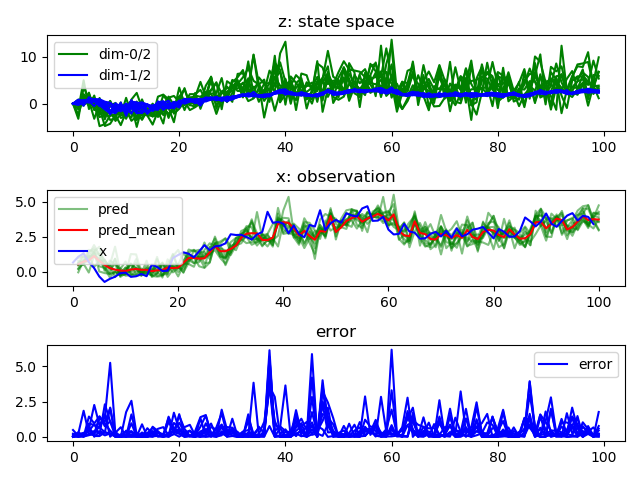 z: state space
10
0
dim-0/2
dim-1/2
0 20 40 60 80 100
x: observation
5.0
2.5
0.0
pred
pred_mean
x
0 20 40 60 80 100
error
5.0
2.5
0.0
error
0 20 40 60 80 100